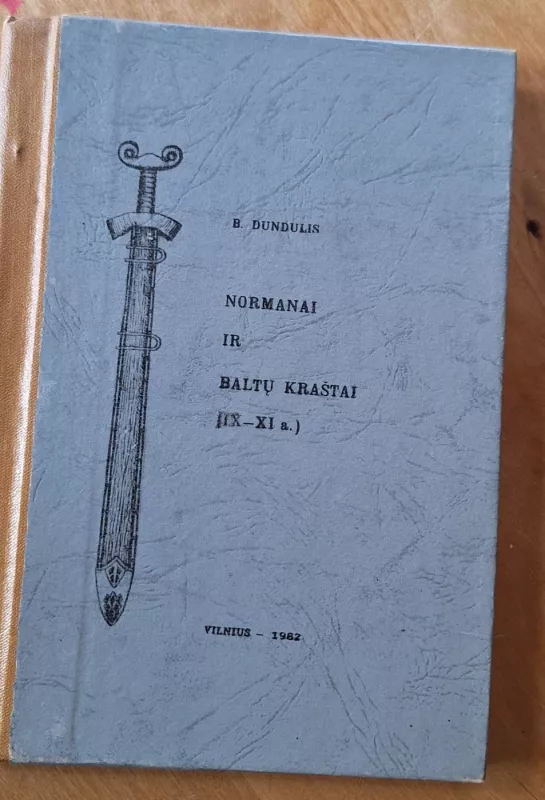 B. DUNDULIS
NORMANAI
IR
BALTŲ KRAŠTAI
(IX–XI a.)
VILNIUS – 1982